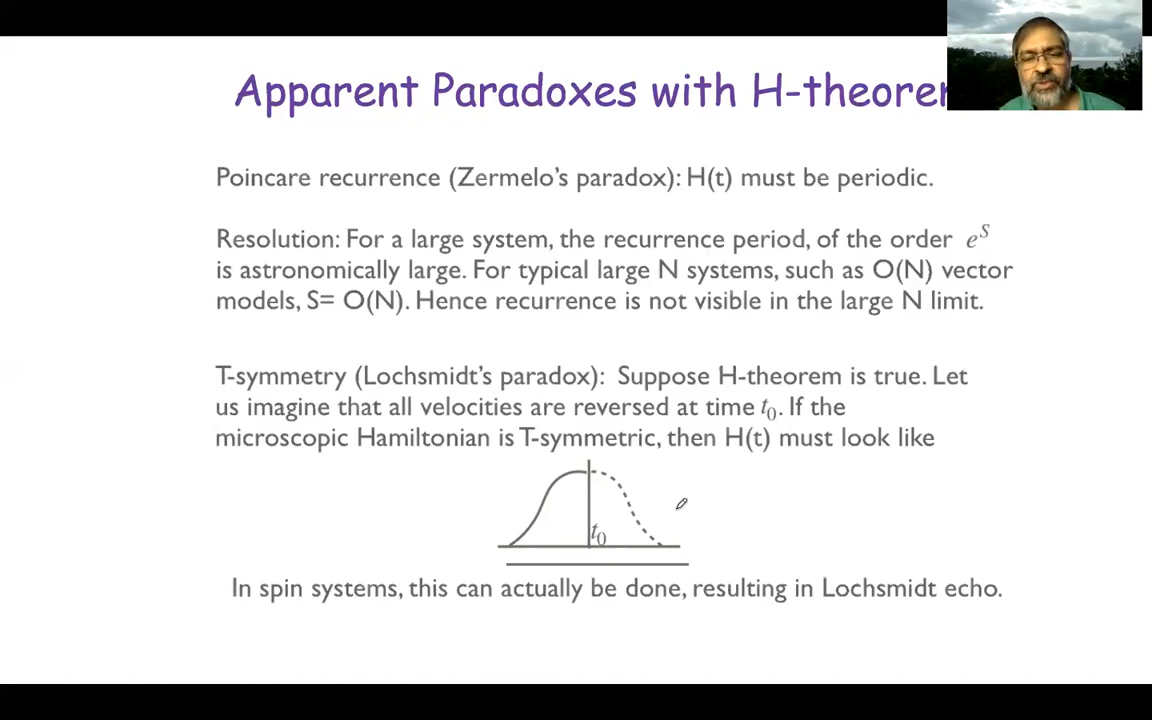 Apparent Paradoxes with H-theorem
Poincare recurrence (Zermelo's paradox): H(t) must be periodic.
Resolution: For a large system, the recurrence period, of the order e^S
is astronomically large. For typical large N systems, such as O(N) vector
models, S= O(N). Hence recurrence is not visible in the large N limit.
T-symmetry (Lochsmidt's paradox): Suppose H-theorem is true. Let
us imagine that all velocities are reversed at time t₀. If the
microscopic Hamiltonian is T-symmetric, then H(t) must look like
t₀
In spin systems, this can actually be done, resulting in Lochsmidt echo.